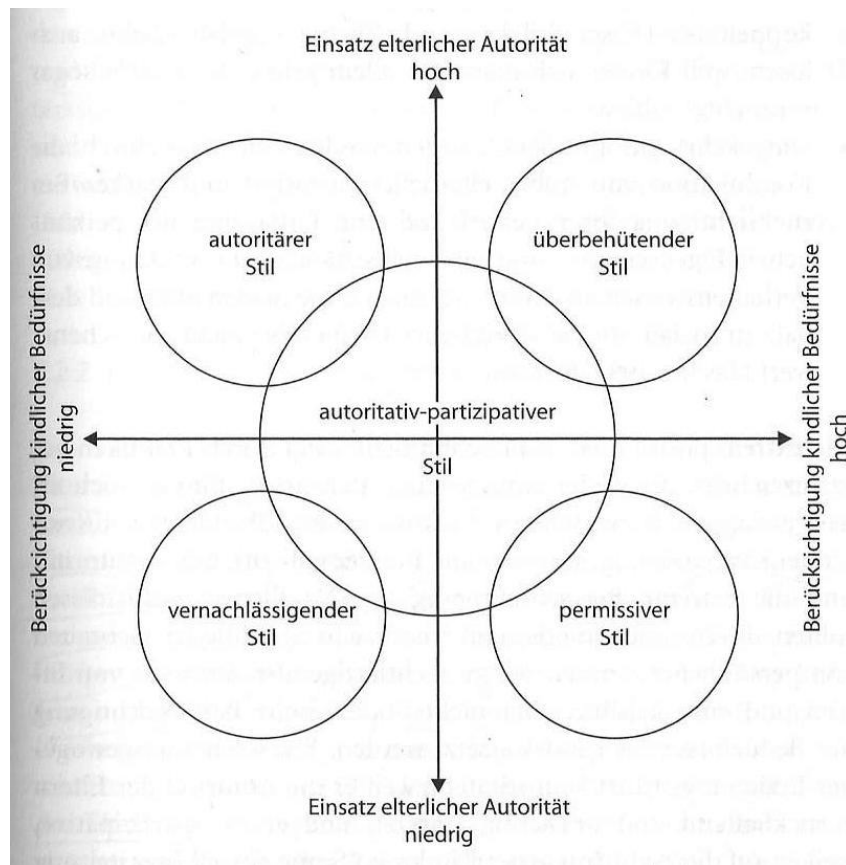 Einsatz elterlicher Autorität
hoch
autoritärer
Stil
überbehütender
Stil
Berücksichtigung kindlicher Bedürfnisse
niedrig
autoritativ-partizipativer
Stil
Berücksichtigung kindlicher Bedürfnisse
hoch
vernachlässigender
Stil
permissiver
Stil
Einsatz elterlicher Autorität
niedrig